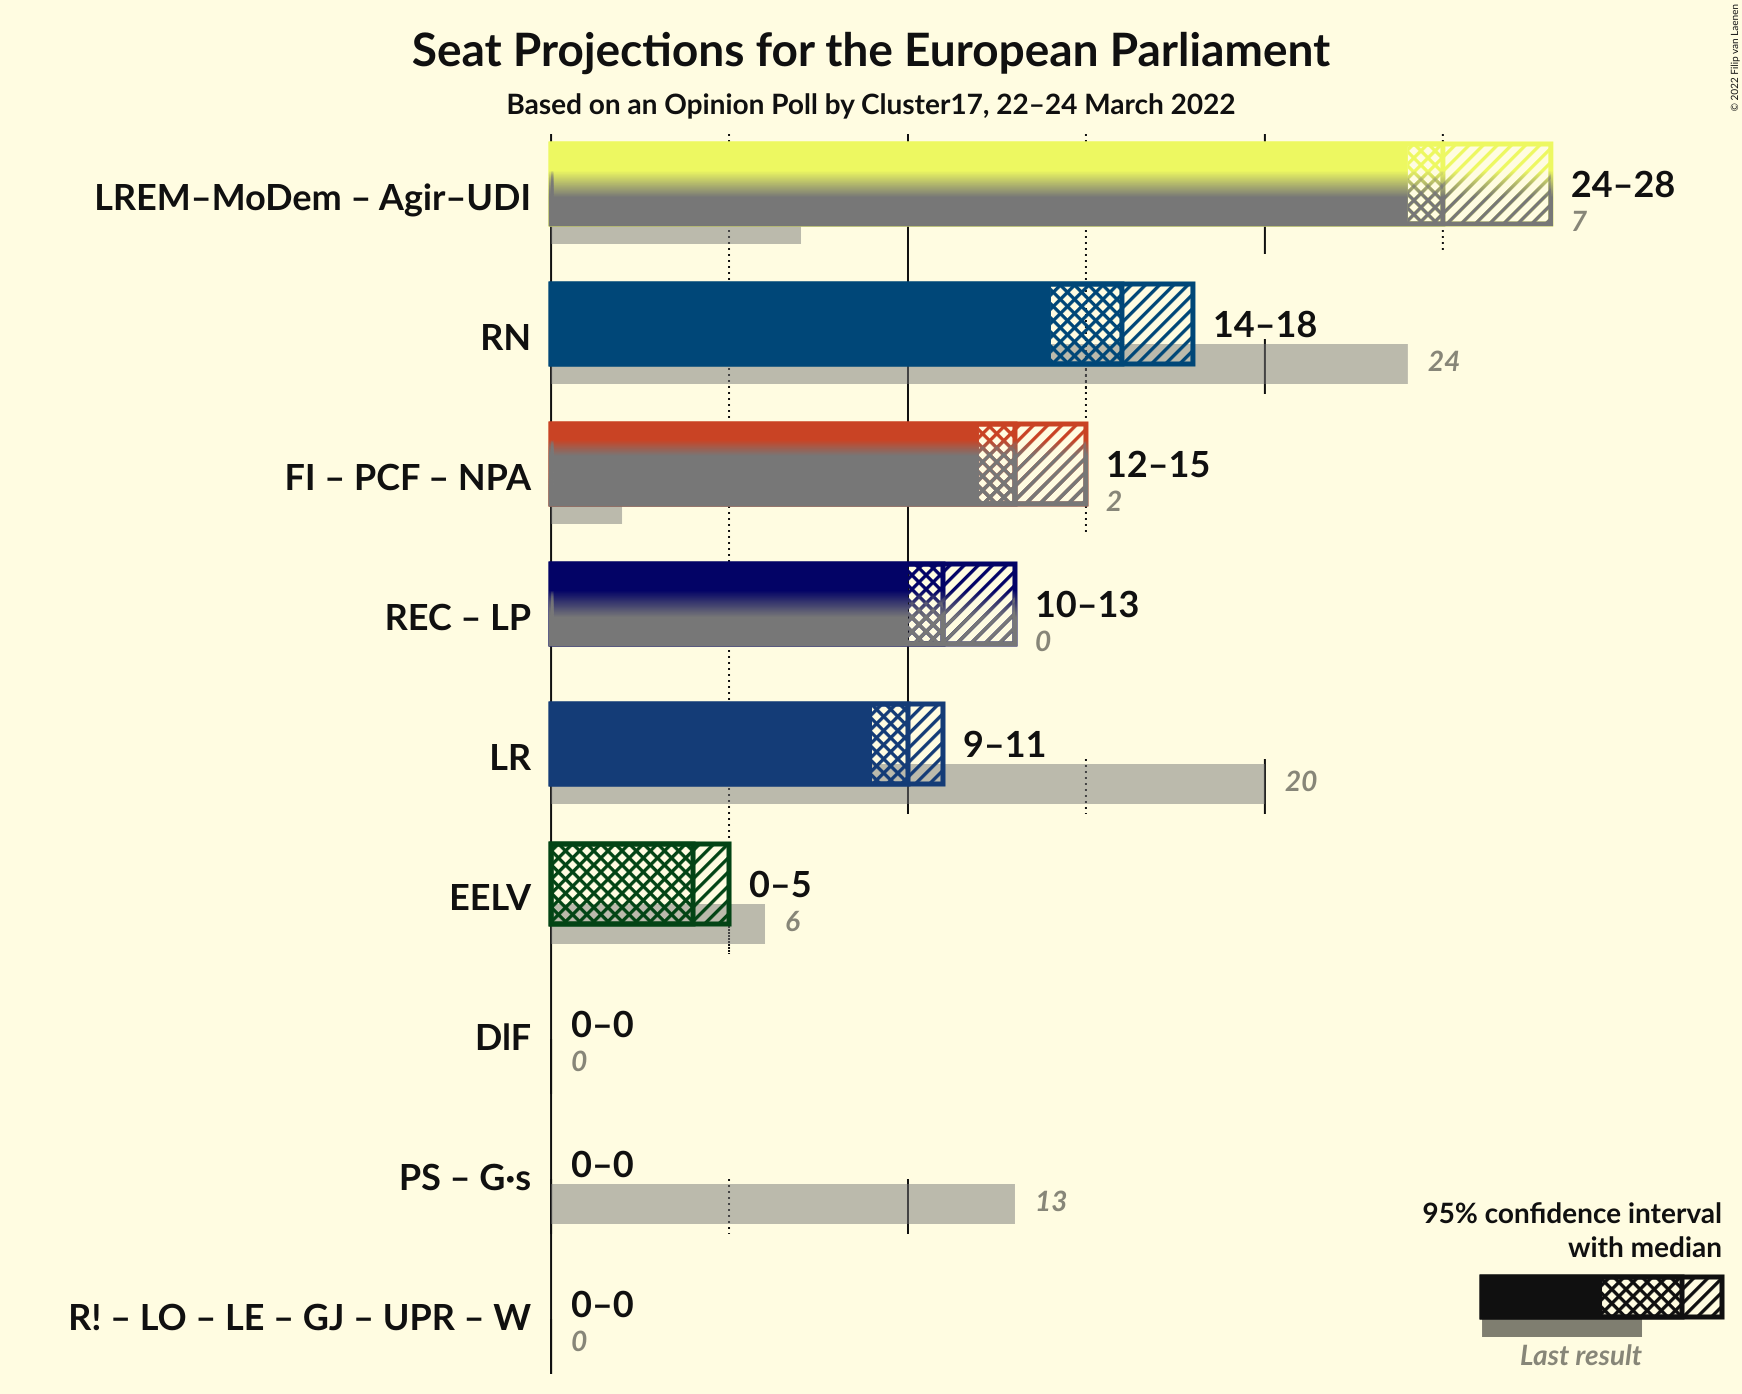 Seat Projections for the European Parliament
Based on an Opinion Poll by Cluster17, 22–24 March 2022
© 2022 Filip van Laenen
LREM–MoDem – Agir–UDI
24–28
7
RN
14–18
24
FI – PCF – NPA
12–15
2
REC – LP
10–13
0
LR
9–11
20
EELV
0–5
6
DlF
0–0
0
PS – G·s
0–0
13
R! – LO – LE – GJ – UPR – W
0–0
0
95% confidence interval
with median
Last result